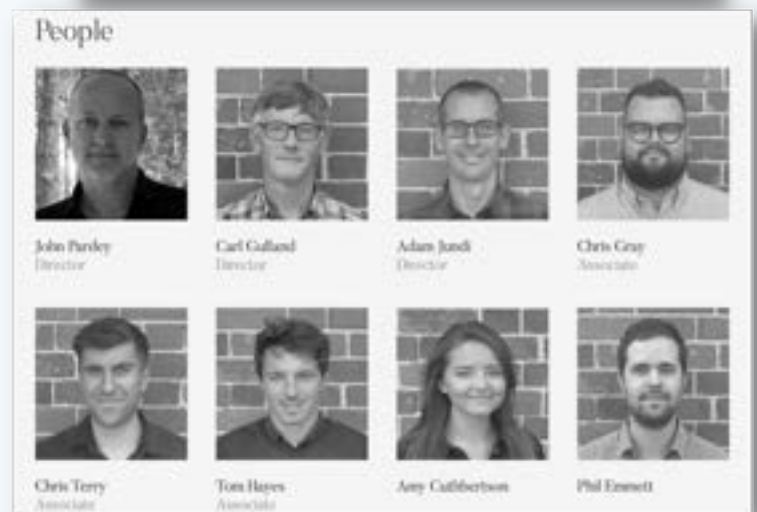 People
John Pardey
Director
Carl Gulland
Director
Adam Jundi
Director
Chris Gray
Associate
Chris Terry
Associate
Tom Hayes
Associate
Amy Cuthbertson
Phil Emmett